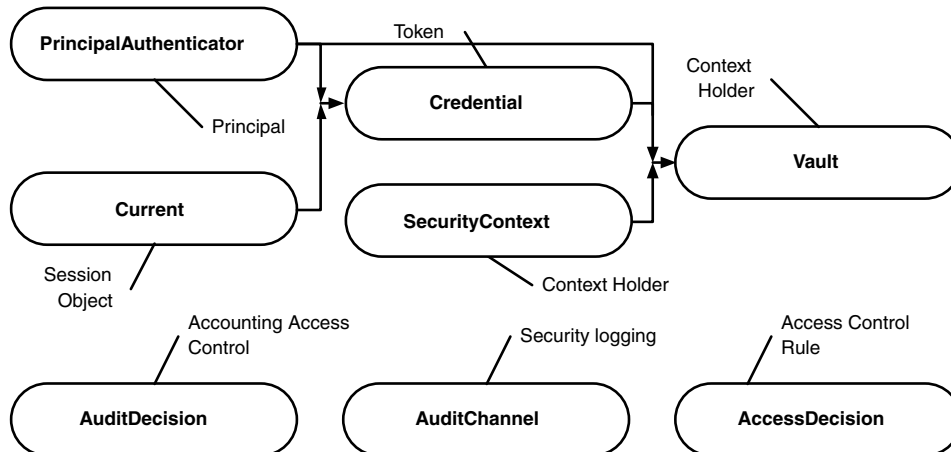 PrincipalAuthenticator
Token
Credential
Context
Holder
Principal
Vault
Current
SecurityContext
Session
Object
Context Holder
Accounting Access
Control
Security logging
Access Control
Rule
AuditDecision
AuditChannel
AccessDecision